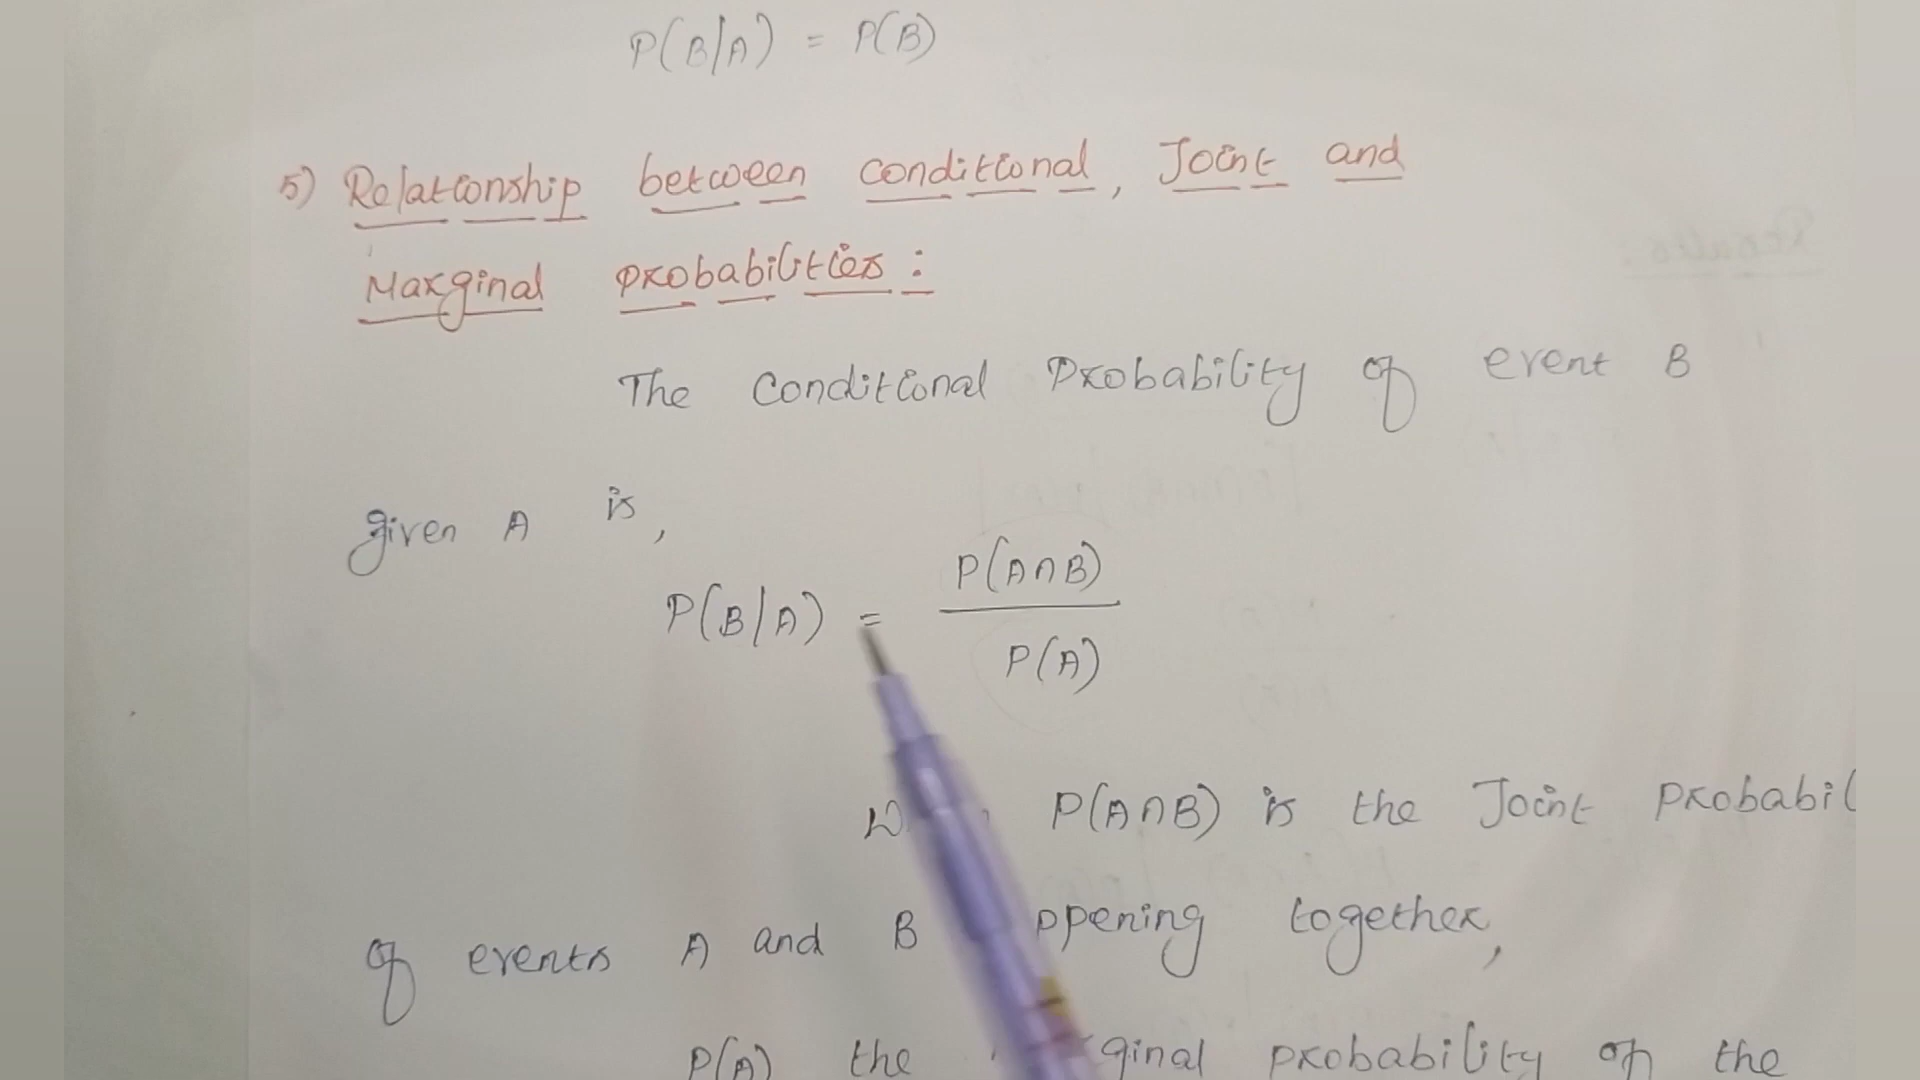 P(B/A) = P(B)
5) Relationship between conditional, Joint and
Marginal probabilities :
The Conditional Probability of event B
given A is,
P(B/A) = P(A∩B)
P(A)
P(A∩B) is the Joint Probabil
of events A and B ppening together,
P(A) the ginal probability of the